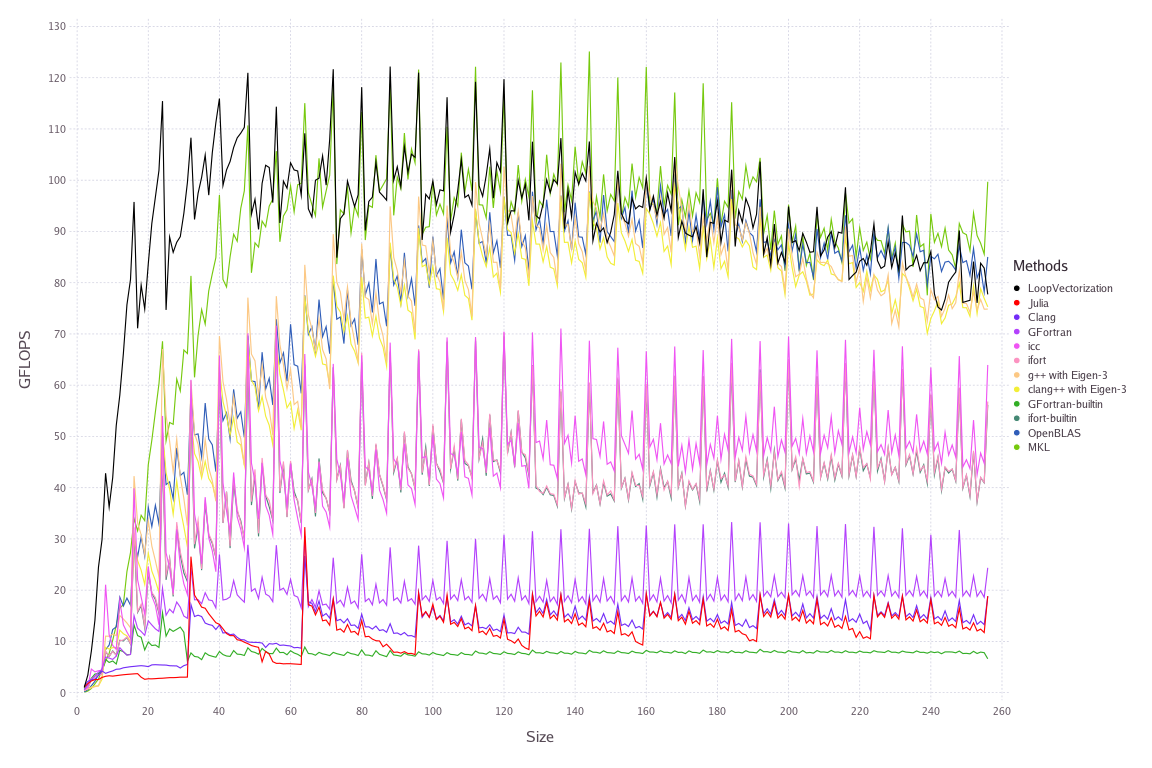 130
120
110
100
90
80
70
60
50
40
30
20
10
0
GFLOPS
0 20 40 60 80 100 120 140 160 180 200 220 240 260
Size
Methods
LoopVectorization
Julia
Clang
GFortran
icc
ifort
g++ with Eigen-3
clang++ with Eigen-3
GFortran-builtin
ifort-builtin
OpenBLAS
MKL